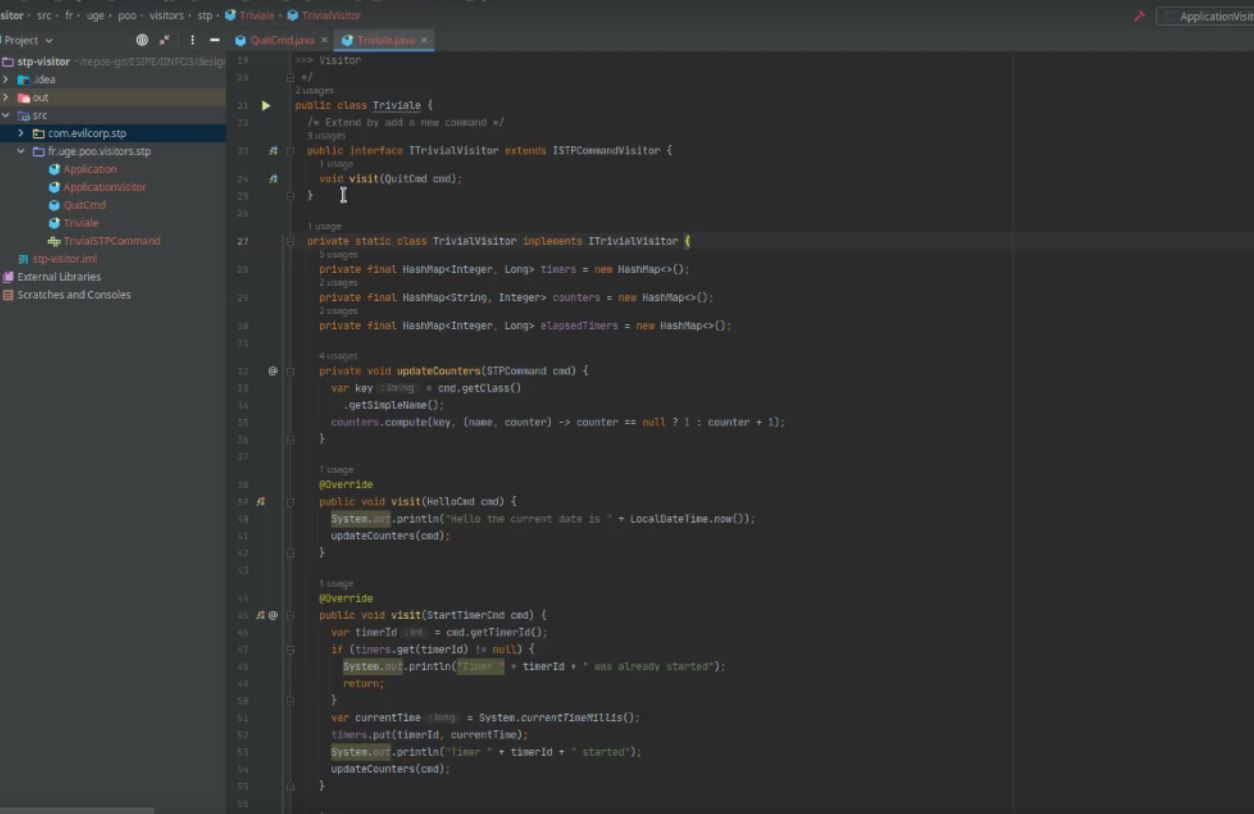 sitor › src › fr › uge › poo › visitors › stp › Triviale › TrivialVisitor
ApplicationVisit
Project
QuitCmd.java ×
Triviale.java ×
stp-visitor ~/repos-git/ESIPE/IINFO3/desig
.idea
out
src
com.evilcorp.stp
fr.uge.poo.visitors.stp
Application
ApplicationVisitor
QuitCmd
Triviale
TrivialSTPCommand
stp-visitor.iml
External Libraries
Scratches and Consoles
19 ==> Visitor
20 */
2 usages
21 public class Triviale {
22 /* Extend by add a new command */
3 usages
23 public interface ITrivialVisitor extends ISTPCommandVisitor {
1 usage
24 void visit(QuitCmd cmd);
25 }
26
1 usage
27 private static class TrivialVisitor implements ITrivialVisitor {
5 usages
28 private final HashMap<Integer, Long> timers = new HashMap<>();
2 usages
29 private final HashMap<String, Integer> counters = new HashMap<>();
2 usages
30 private final HashMap<Integer, Long> elapsedTimers = new HashMap<>();
31
4 usages
32 @ private void updateCounters(STPCommand cmd) {
33 var key : String = cmd.getClass()
34 .getSimpleName();
35 counters.compute(key, (name, counter) -> counter == null ? 1 : counter + 1);
36 }
37
1 usage
38 @Override
39 public void visit(HelloCmd cmd) {
40 System.out.println("Hello the current date is " + LocalDateTime.now());
41 updateCounters(cmd);
42 }
43
1 usage
44 @Override
45 @ public void visit(StartTimerCmd cmd) {
46 var timerId : int = cmd.getTimerId();
47 if (timers.get(timerId) != null) {
48 System.out.println("Timer " + timerId + " was already started");
49 return;
50 }
51 var currentTime : long = System.currentTimeMillis();
52 timers.put(timerId, currentTime);
53 System.out.println("Timer " + timerId + " started");
54 updateCounters(cmd);
55 }
56